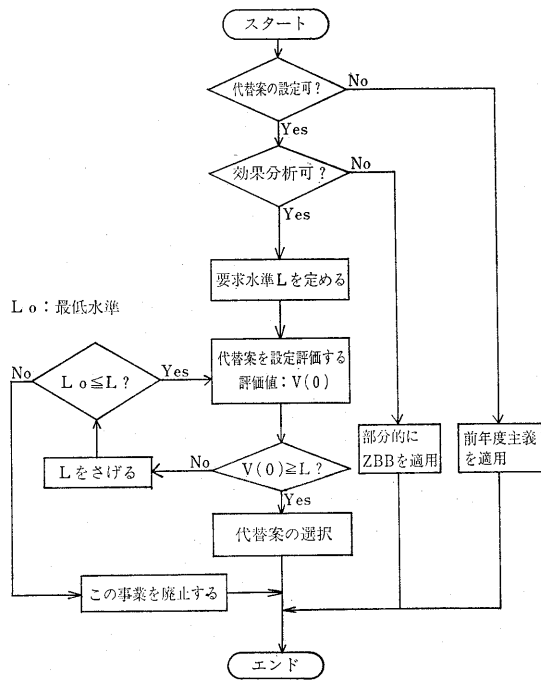 スタート
代替案の設定可?
No
Yes
効果分析可?
No
Yes
要求水準Lを定める
Lo:最低水準
No
Lo≦L?
Yes
代替案を設定評価する
評価値:V(0)
部分的に
ZBBを適用
前年度主義
を適用
Lをさげる
No
V(0)≧L?
Yes
代替案の選択
この事業を廃止する
エンド